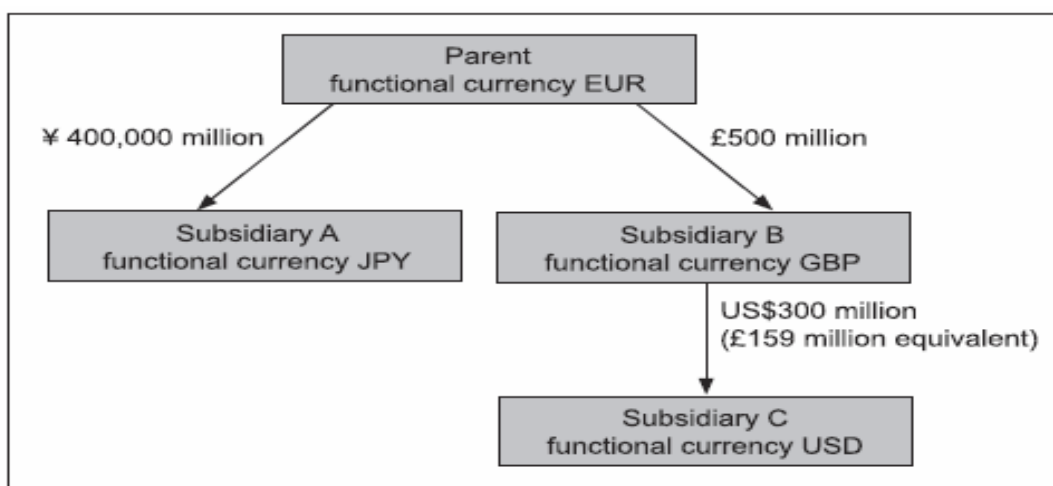 Parent
functional currency EUR
¥ 400,000 million
£500 million
Subsidiary A
functional currency JPY
Subsidiary B
functional currency GBP
US$300 million
(£159 million equivalent)
Subsidiary C
functional currency USD